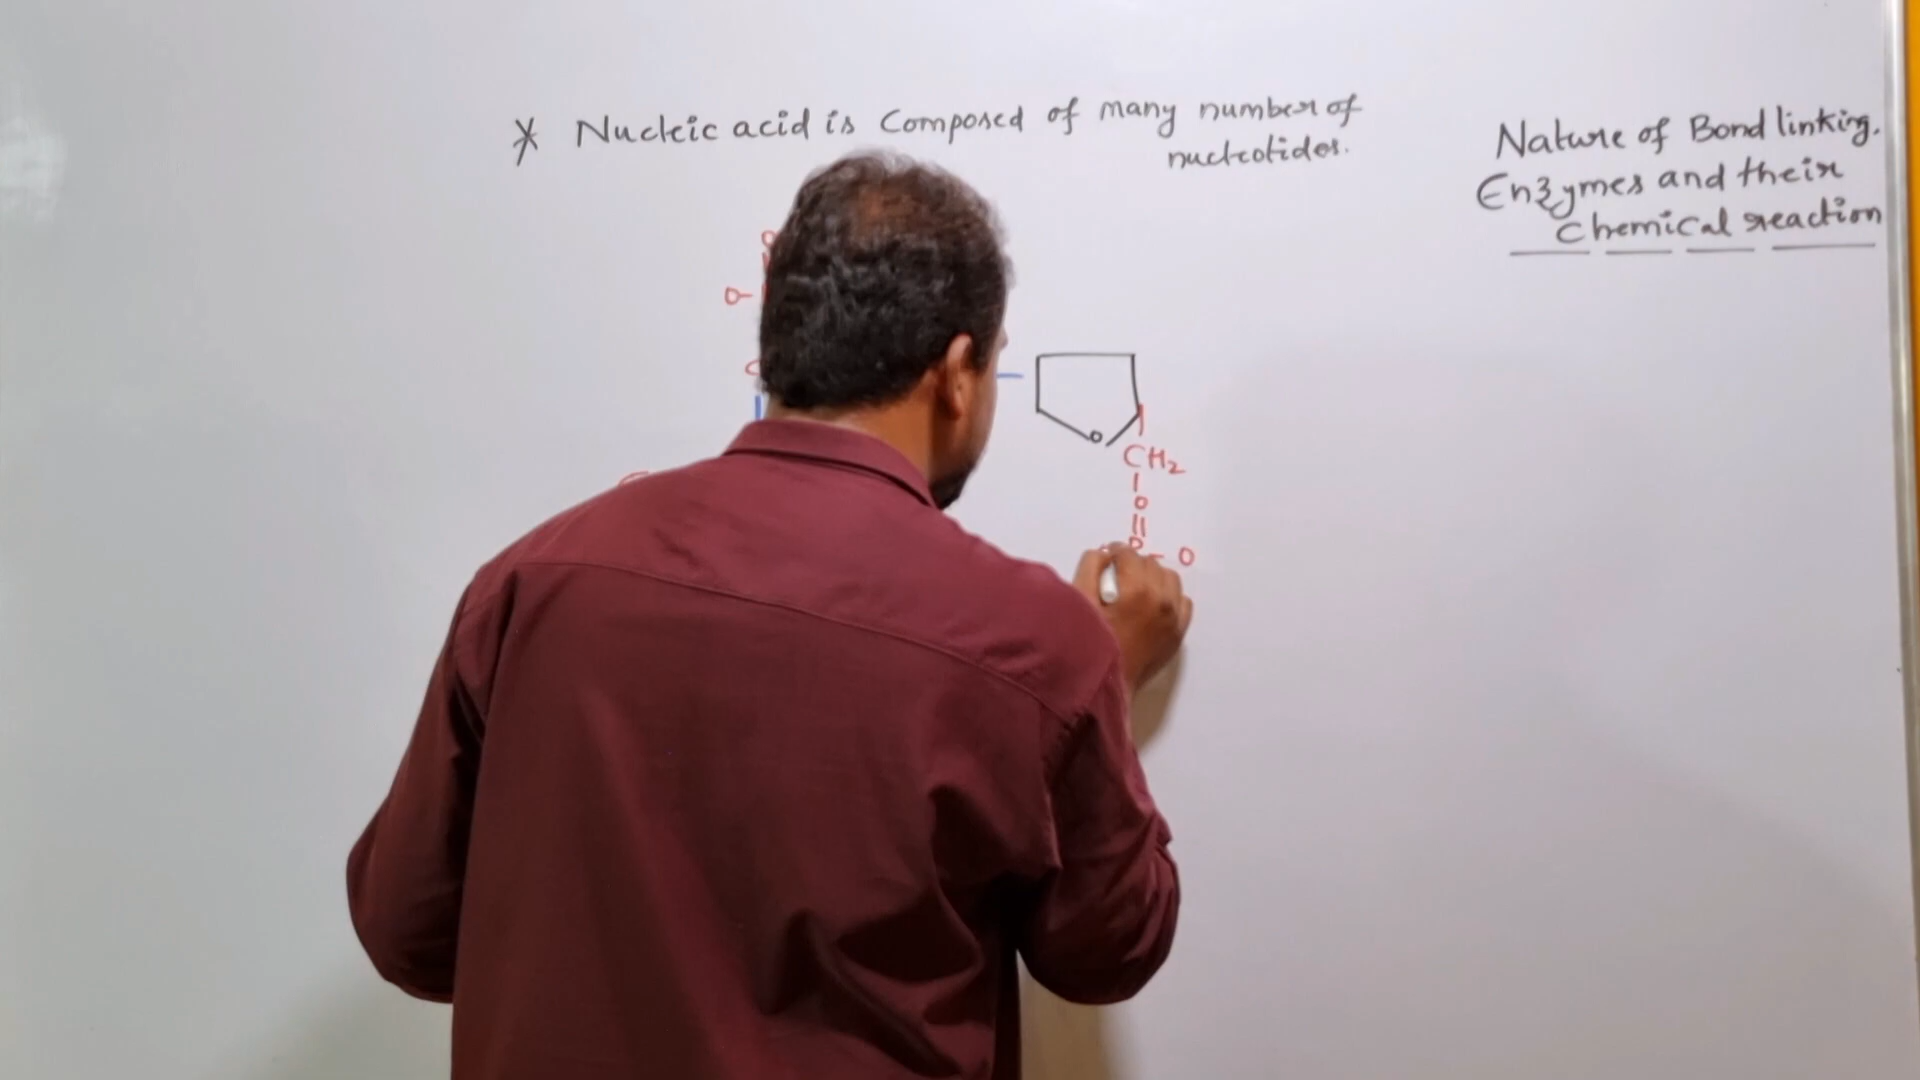 * Nucleic acid is Composed of many number of
nucleotides.
Nature of Bond linking.
Enzymes and their
Chemical reaction
O
O-
C
O
CH₂
O
P - O